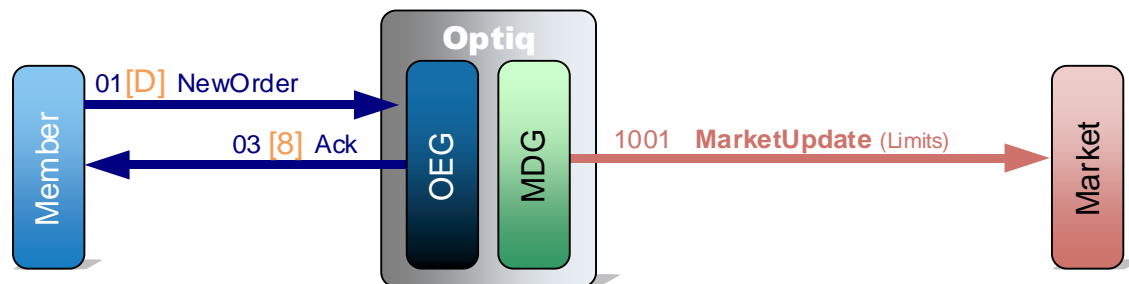 Optiq
Member
01 [D] NewOrder
03 [8] Ack
OEG
MDG
1001 MarketUpdate (Limits)
Market